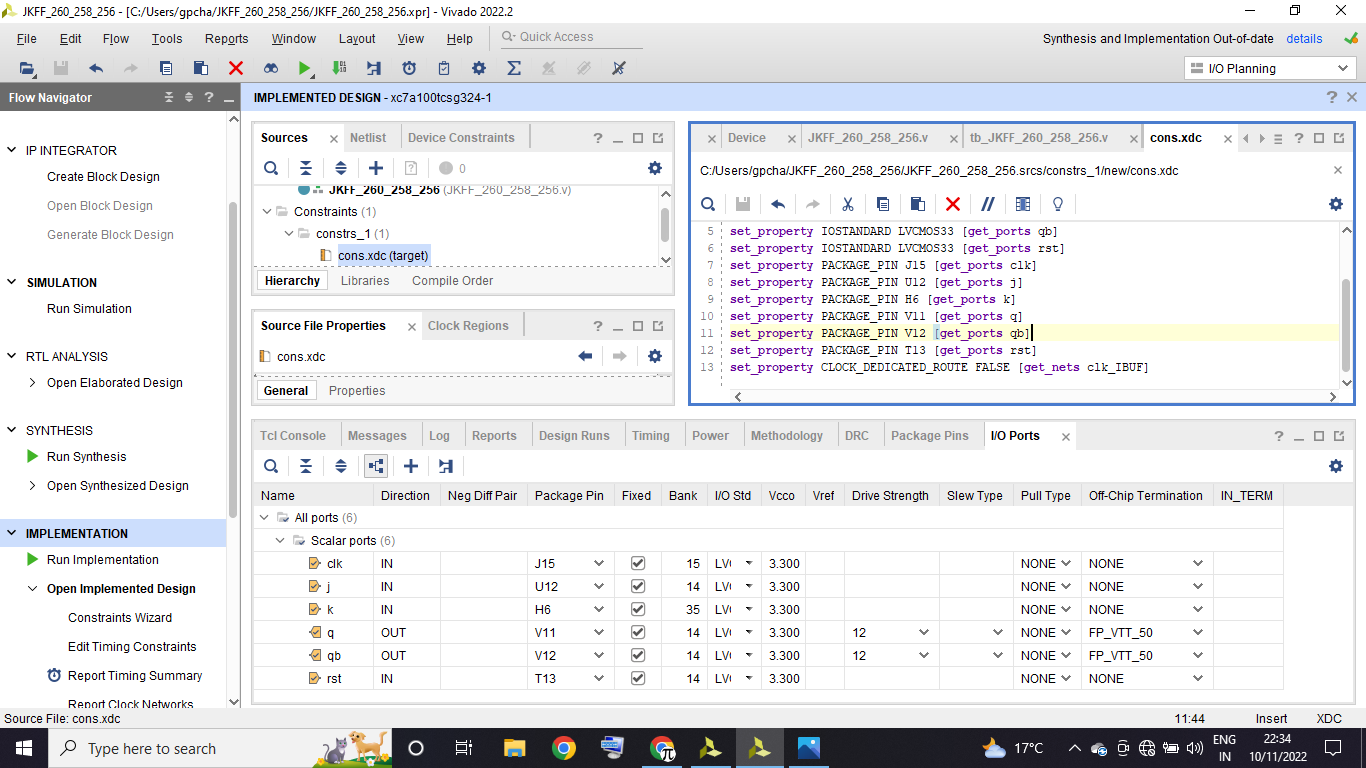 JKFF_260_258_256 - [C:/Users/gpcha/JKFF_260_258_256/JKFF_260_258_256.xpr] - Vivado 2022.2
File Edit Flow Tools Reports Window Layout View Help Quick Access
Synthesis and Implementation Out-of-date details
I/O Planning
Flow Navigator
IP INTEGRATOR
Create Block Design
Open Block Design
Generate Block Design
SIMULATION
Run Simulation
RTL ANALYSIS
Open Elaborated Design
SYNTHESIS
Run Synthesis
Open Synthesized Design
IMPLEMENTATION
Run Implementation
Open Implemented Design
Constraints Wizard
Edit Timing Constraints
Report Timing Summary
Report Clock Networks
IMPLEMENTED DESIGN - xc7a100tcsg324-1
Sources Netlist Device Constraints
0
JKFF_260_258_256 (JKFF_260_258_256.v)
Constraints (1)
constrs_1 (1)
cons.xdc (target)
Hierarchy Libraries Compile Order
Source File Properties Clock Regions
cons.xdc
General Properties
Device JKFF_260_258_256.v tb_JKFF_260_258_256.v cons.xdc
C:/Users/gpcha/JKFF_260_258_256/JKFF_260_258_256.srcs/constrs_1/new/cons.xdc
5 set_property IOSTANDARD LVCMOS33 [get_ports qb]
6 set_property IOSTANDARD LVCMOS33 [get_ports rst]
7 set_property PACKAGE_PIN J15 [get_ports clk]
8 set_property PACKAGE_PIN U12 [get_ports j]
9 set_property PACKAGE_PIN H6 [get_ports k]
10 set_property PACKAGE_PIN V11 [get_ports q]
11 set_property PACKAGE_PIN V12 [get_ports qb]
12 set_property PACKAGE_PIN T13 [get_ports rst]
13 set_property CLOCK_DEDICATED_ROUTE FALSE [get_nets clk_IBUF]
Tcl Console Messages Log Reports Design Runs Timing Power Methodology DRC Package Pins I/O Ports
Name Direction Neg Diff Pair Package Pin Fixed Bank I/O Std Vcco Vref Drive Strength Slew Type Pull Type Off-Chip Termination IN_TERM
All ports (6)
Scalar ports (6)
clk IN J15 15 LV 3.300 NONE NONE
j IN U12 14 LV 3.300 NONE NONE
k IN H6 35 LV 3.300 NONE NONE
q OUT V11 14 LV 3.300 12 NONE FP_VTT_50
qb OUT V12 14 LV 3.300 12 NONE FP_VTT_50
rst IN T13 14 LV 3.300 NONE NONE
Source File: cons.xdc 11:44 Insert XDC
Type here to search
17°C
ENG
IN
22:34
10/11/2022